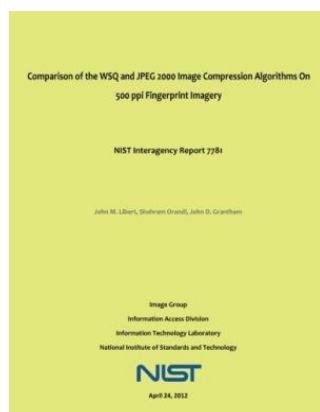 Comparison of the WSQ and JPEG 2000 Image Compression Algorithms On
500 ppi Fingerprint Imagery
NIST Interagency Report 7781
John M. Libert, Shahram Orandi, John D. Grantham
Image Group
Information Access Division
Information Technology Laboratory
National Institute of Standards and Technology
NIST
April 24, 2012